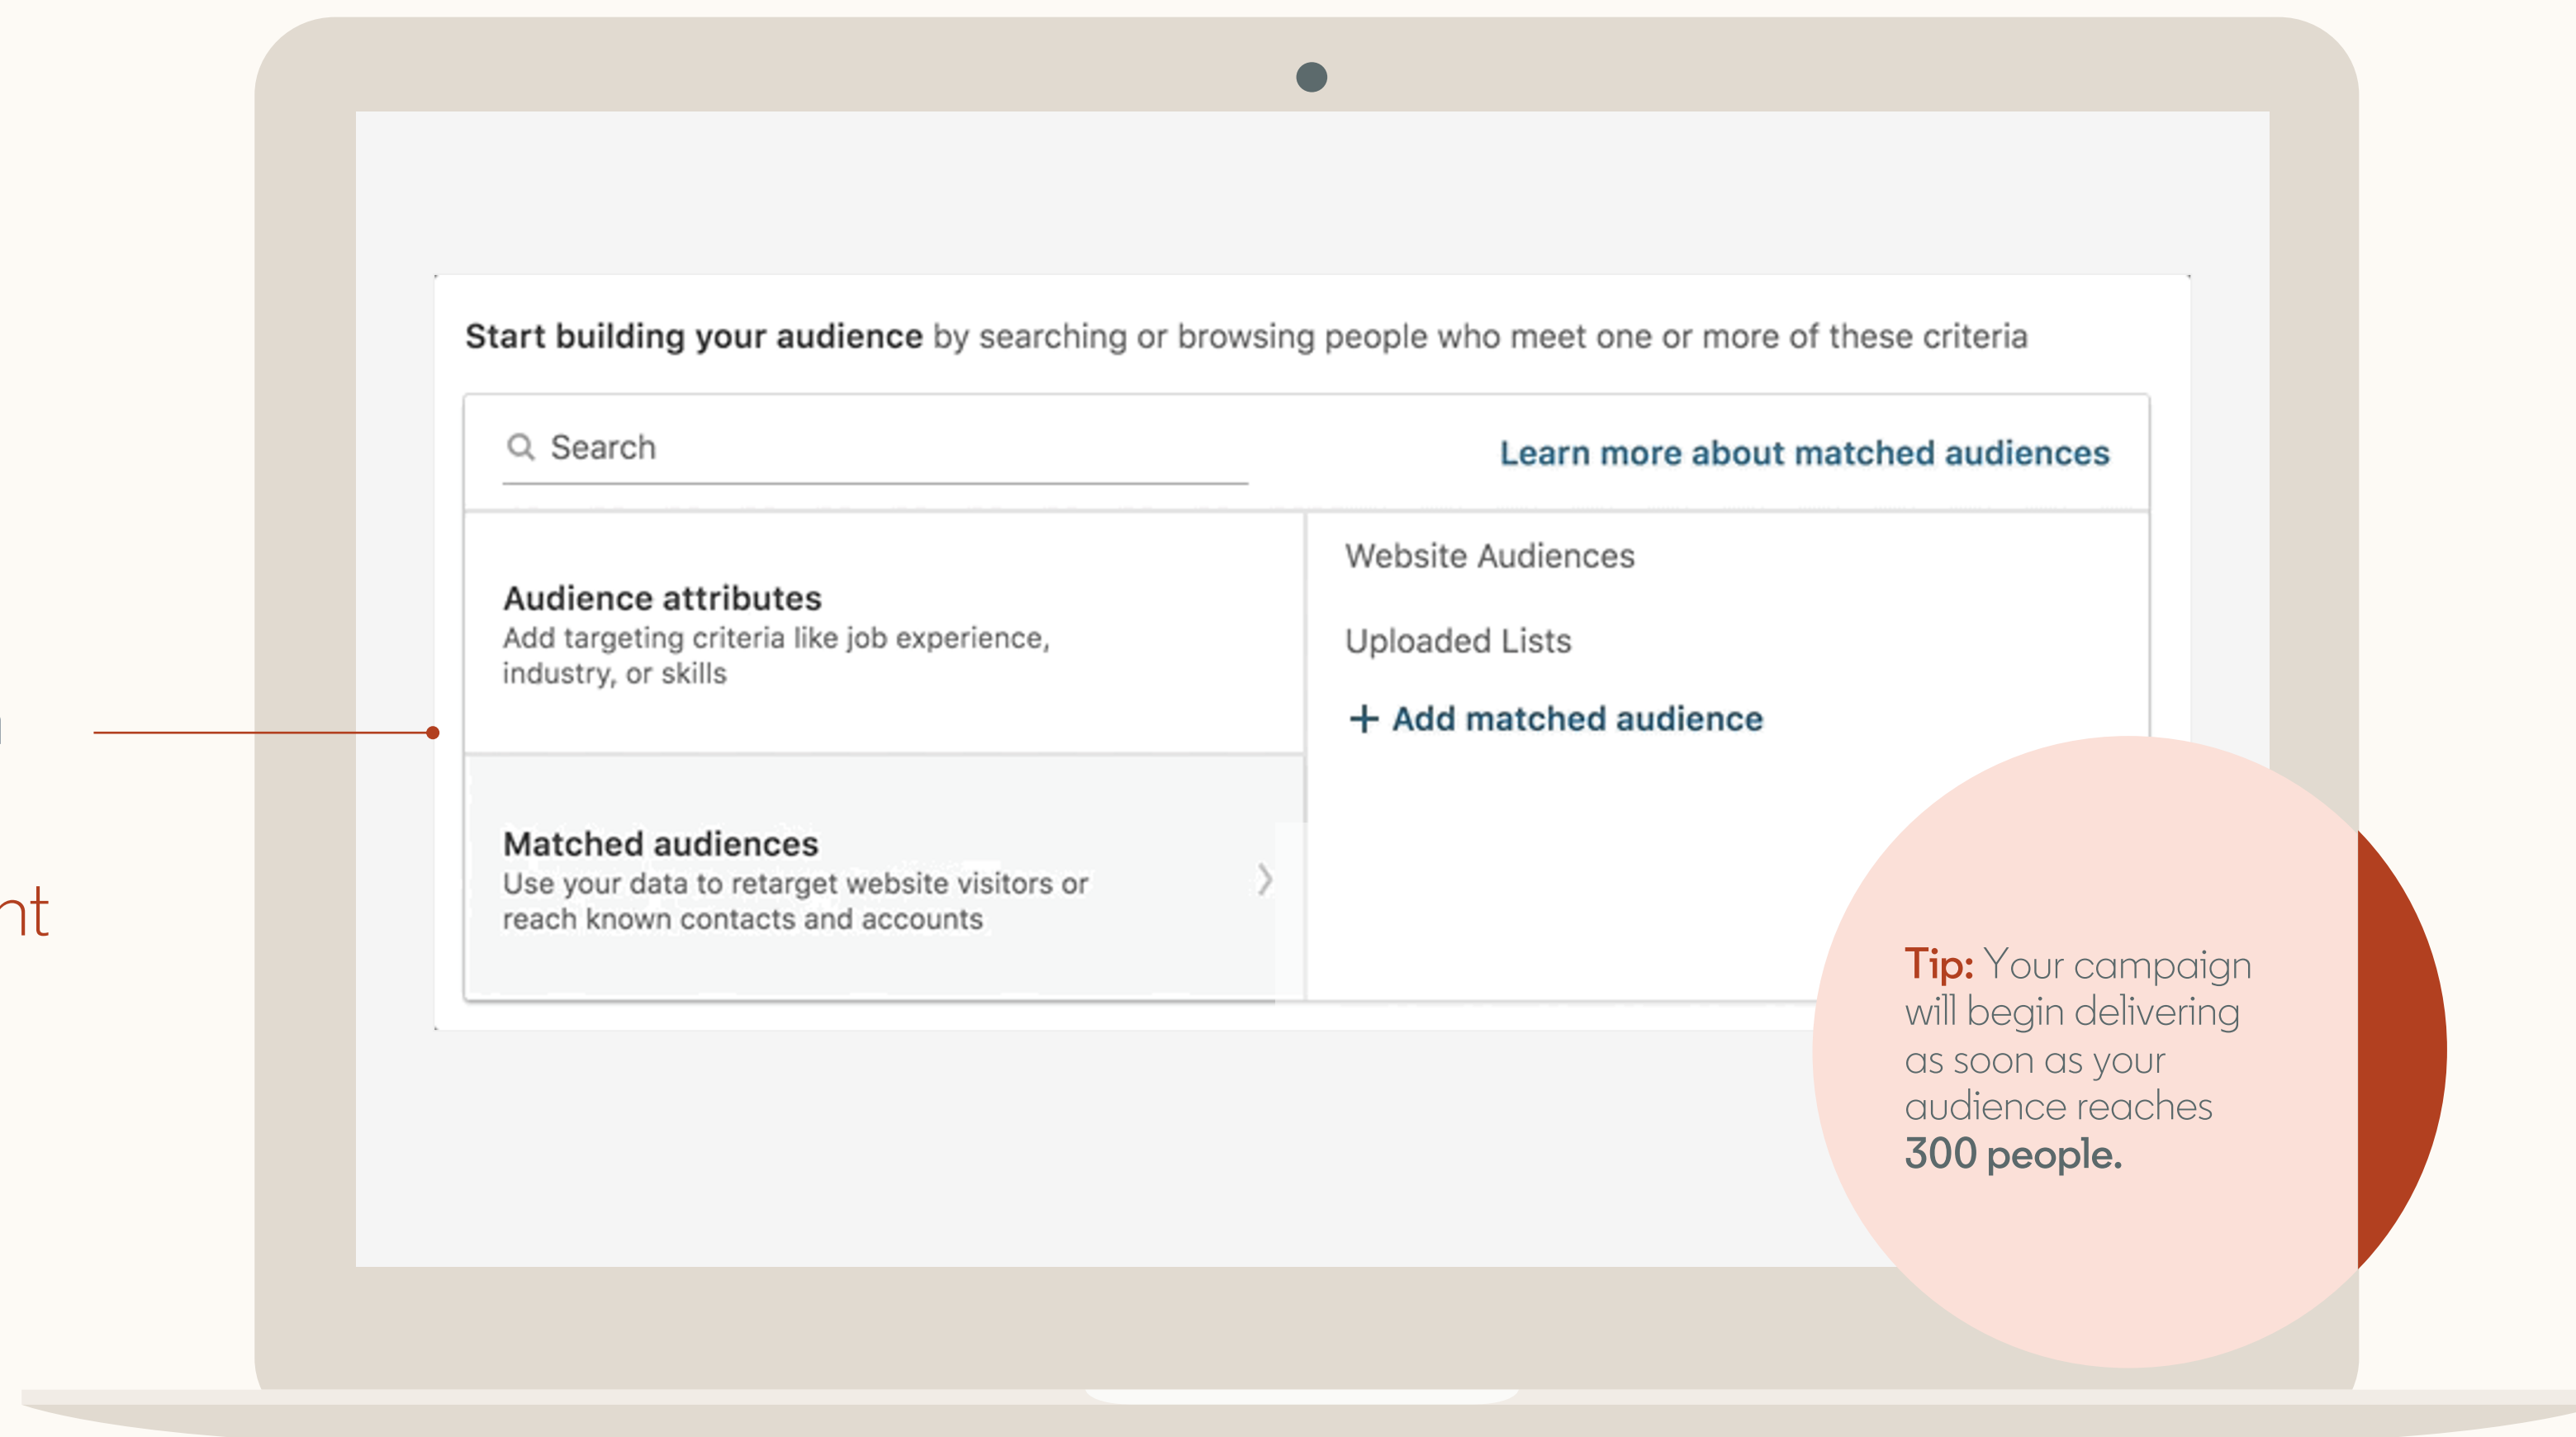 Start building your audience by searching or browsing people who meet one or more of these criteria
Search
Learn more about matched audiences
Audience attributes
Add targeting criteria like job experience,
industry, or skills
Matched audiences
Use your data to retarget website visitors or
reach known contacts and accounts
Website Audiences
Uploaded Lists
+ Add matched audience
nt
Tip: Your campaign
will begin delivering
as soon as your
audience reaches
300 people.